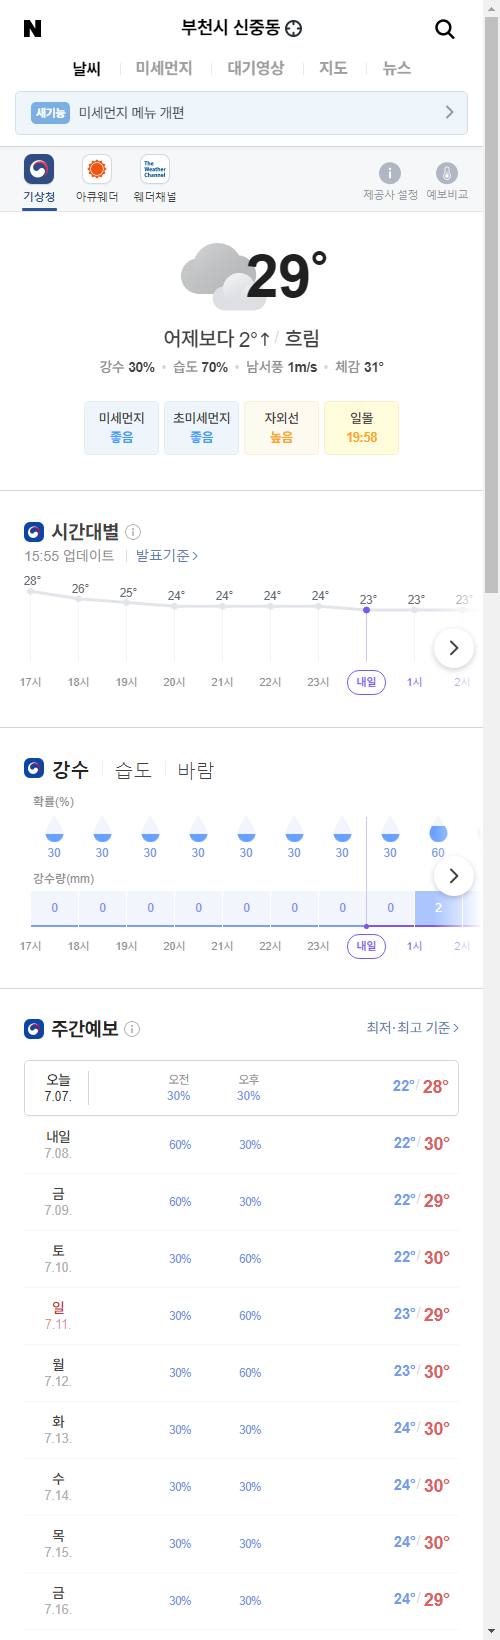 N 부천시 신중동
날씨 미세먼지 대기영상 지도 뉴스
새기능 미세먼지 메뉴 개편
The Weather Channel
기상청 아큐웨더 웨더채널 제공사 설정 예보비교
29°
어제보다 2°↑ / 흐림
강수 30% 습도 70% 남서풍 1m/s 체감 31°
미세먼지 초미세먼지 자외선 일몰
좋음 좋음 높음 19:58
시간대별
15:55 업데이트 발표기준
28° 26° 25° 24° 24° 24° 24° 23° 23° 23°
17시 18시 19시 20시 21시 22시 23시 내일 1시 2시
강수 습도 바람
확률(%)
30 30 30 30 30 30 30 30 60
강수량(mm)
0 0 0 0 0 0 0 0 2
17시 18시 19시 20시 21시 22시 23시 내일 1시 2시
주간예보 최저·최고 기준
오늘 오전 오후 22°/ 28°
7.07. 30% 30%
내일 60% 30% 22°/ 30°
7.08.
금 60% 30% 22°/ 29°
7.09.
토 30% 60% 22°/ 30°
7.10.
일 30% 60% 23°/ 29°
7.11.
월 30% 60% 23°/ 30°
7.12.
화 30% 30% 24°/ 30°
7.13.
수 30% 30% 24°/ 30°
7.14.
목 30% 30% 24°/ 30°
7.15.
금 30% 30% 24°/ 29°
7.16.